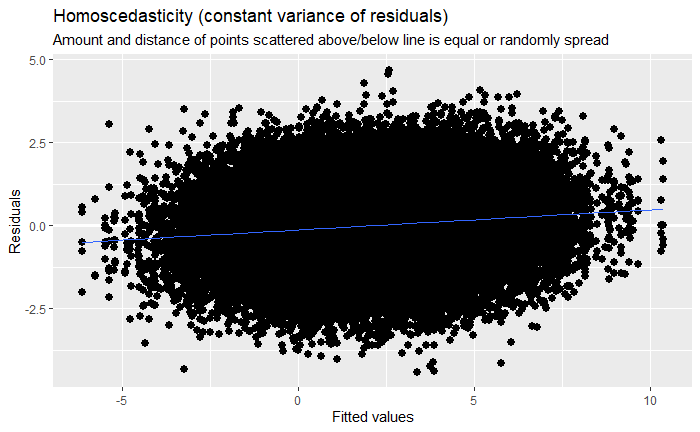 Homoscedasticity (constant variance of residuals)
Amount and distance of points scattered above/below line is equal or randomly spread
5.0
2.5
0.0
-2.5
Residuals
-5
0
5
10
Fitted values